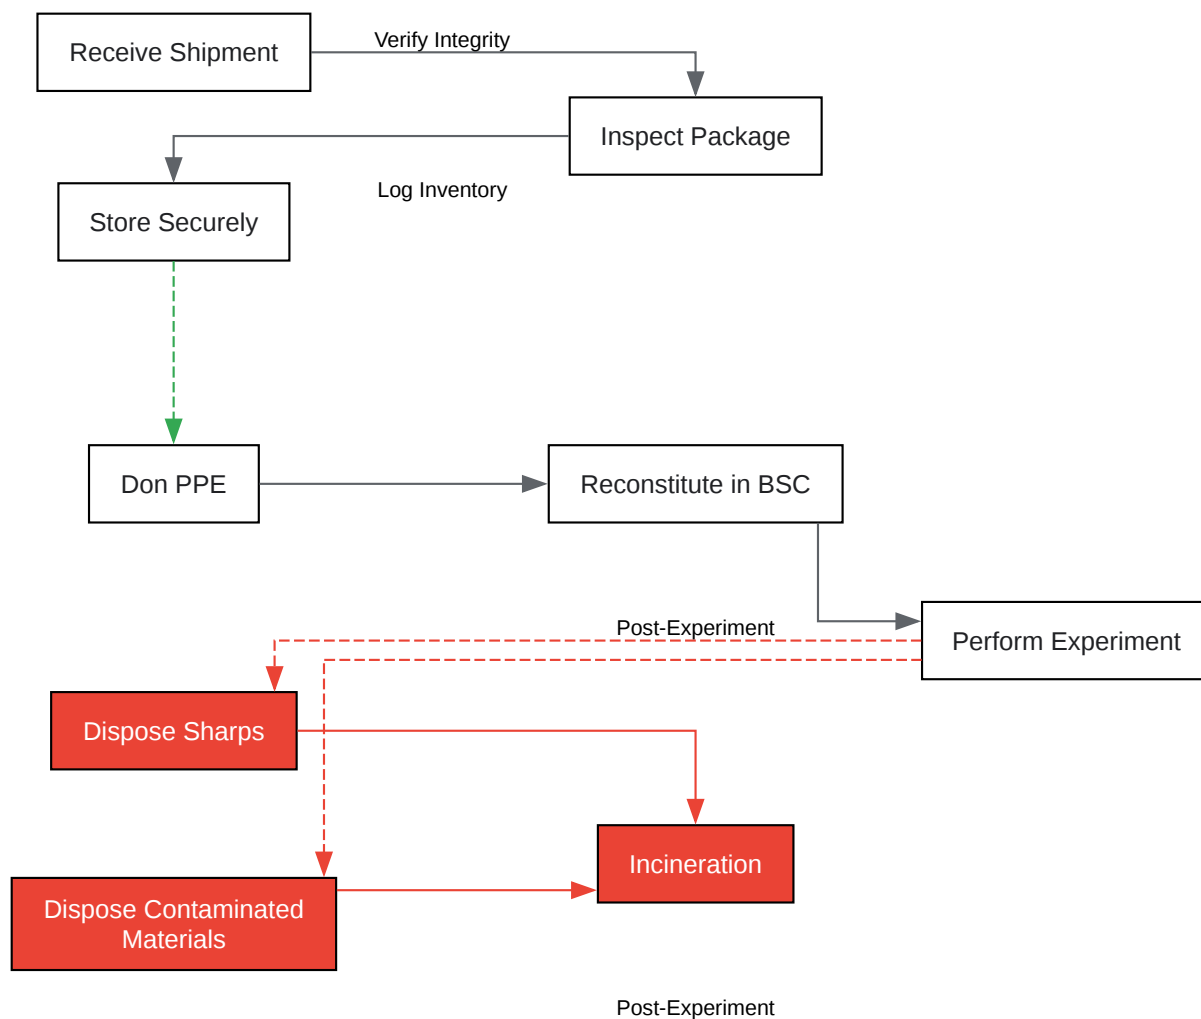 Receive Shipment
Verify Integrity
Inspect Package
Log Inventory
Store Securely
Don PPE
Reconstitute in BSC
Post-Experiment
Perform Experiment
Dispose Sharps
Incineration
Dispose Contaminated
Materials
Post-Experiment